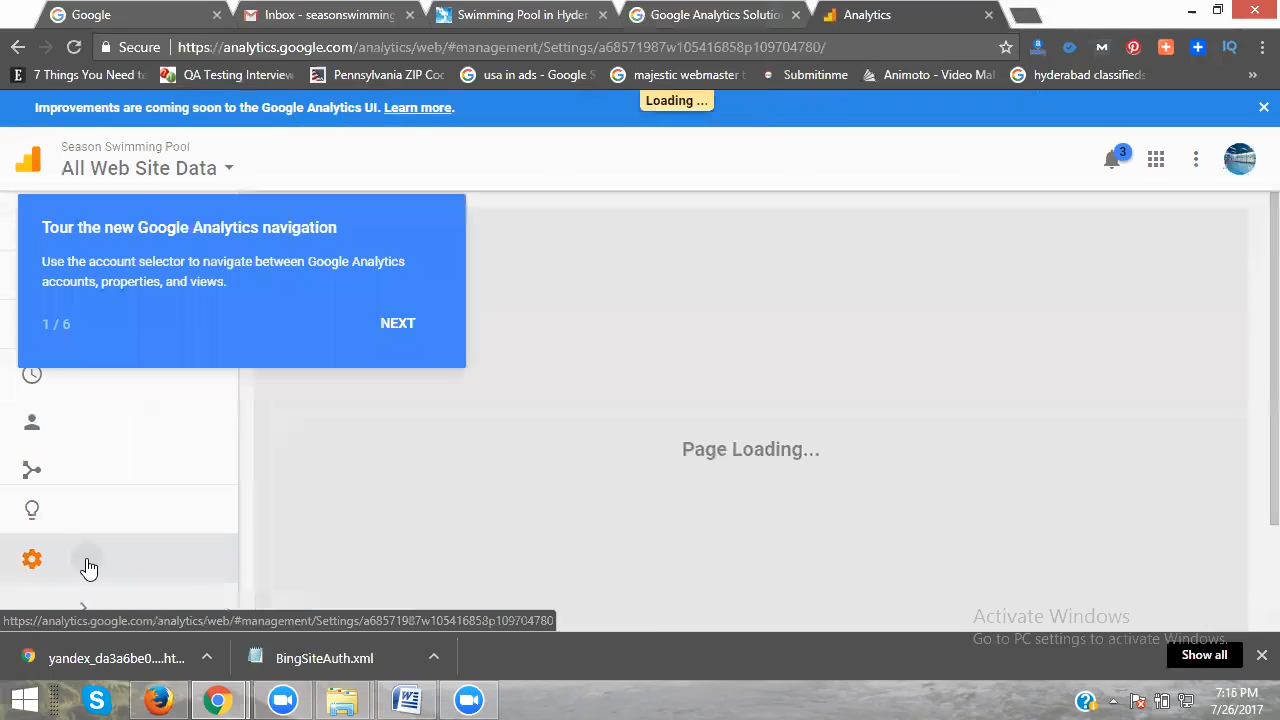 Google
Inbox - seasonswimming
Swimming Pool in Hyder
Google Analytics Solutio
Analytics
Secure
https://analytics.google.com/analytics/web/#management/Settings/a68571987w105416858p109704780/
7 Things You Need to
QA Testing Interview
Pennsylvania ZIP Co
usa in ads - Google S
majestic webmaster t
Submitinme
Animoto - Video Ma
hyderabad classifieds
Improvements are coming soon to the Google Analytics UI. Learn more.
Loading ...
Season Swimming Pool
All Web Site Data
3
Tour the new Google Analytics navigation
Use the account selector to navigate between Google Analytics
accounts, properties, and views.
1 / 6
NEXT
Page Loading...
https://analytics.google.com/analytics/web/#management/Settings/a68571987w105416858p109704780
Activate Windows
Go to PC settings to activate Windows.
yandex_da3a6be0....ht...
BingSiteAuth.xml
Show all
7:16 PM
7/26/2017